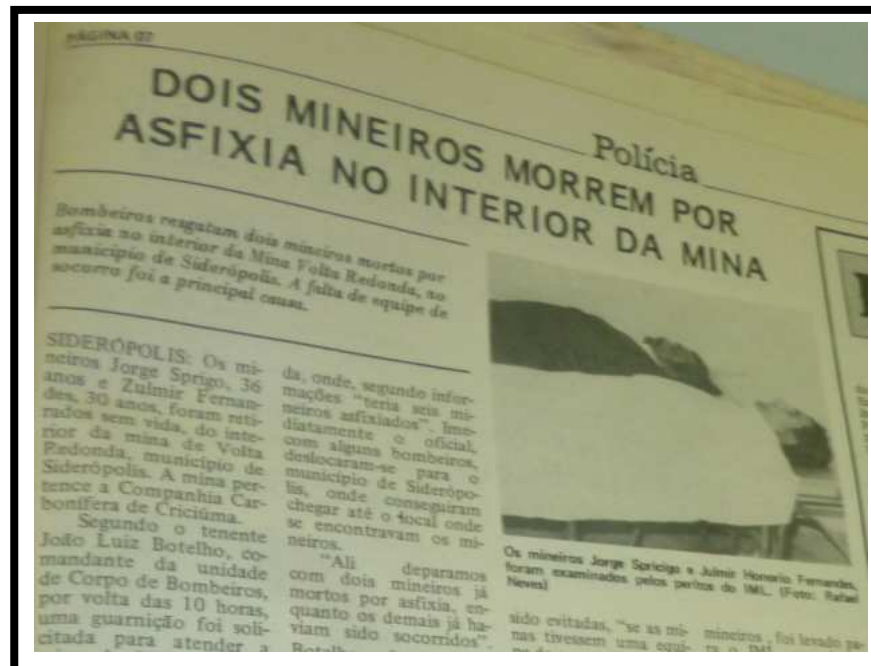 PÁGINA 07
Polícia
DOIS MINEIROS MORREM POR
ASFIXIA NO INTERIOR DA MINA
Bombeiros resgatam dois mineiros mortos por
asfixia no interior da Mina Volta Redonda, no
município de Siderópolis. A falta de equipe de
socorro foi a principal causa.
SIDERÓPOLIS: Os mi-
neiros Jorge Sprigo, 36
anos e Zulmir Fernan-
des, 30 anos, foram reti-
rados sem vida, do inte-
rior da mina de Volta
Redonda, município de
Siderópolis. A mina per-
tence a Companhia Car-
bonífera de Criciúma.
Segundo o tenente
João Luiz Botelho, co-
mandante da unidade
de Corpo de Bombeiros,
por volta das 10 horas,
uma guarnição foi soli-
citada para atender a
da, onde, segundo infor-
mações "teria seis mi-
neiros asfixiados". Ime-
diatamente o oficial,
com alguns bombeiros,
deslocaram-se para o
município de Siderópo-
lis, onde conseguiram
chegar até o local onde
se encontravam os mi-
neiros.
"Ali deparamos
com dois mineiros já
mortos por asfixia, en-
quanto os demais já ha-
viam sido socorridos".
Os mineiros Jorge Spricigo e Julmir Honorio Fernandes,
foram examinados pelos peritos do IML. (Foto: Rafael
Neves)
sido evitadas, "se as mi-
nas tivessem uma equi-
mineiros, foi levado pa-
ra o IML